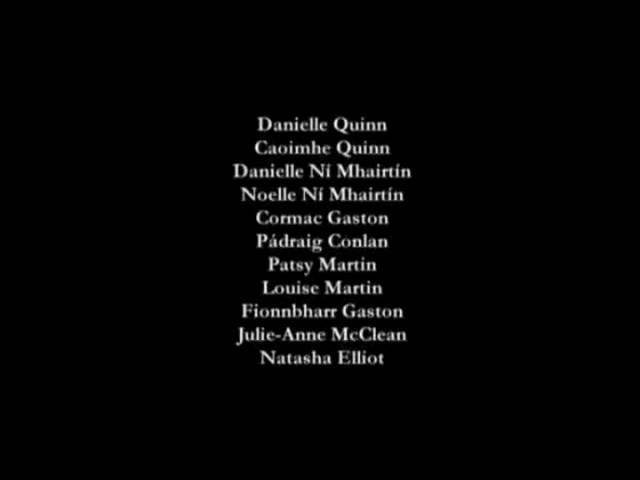 Danielle Quinn
Caoimhe Quinn
Danielle Ní Mhairtín
Noelle Ní Mhairtín
Cormac Gaston
Pádraig Conlan
Patsy Martin
Louise Martin
Fionnbharr Gaston
Julie-Anne McClean
Natasha Elliot